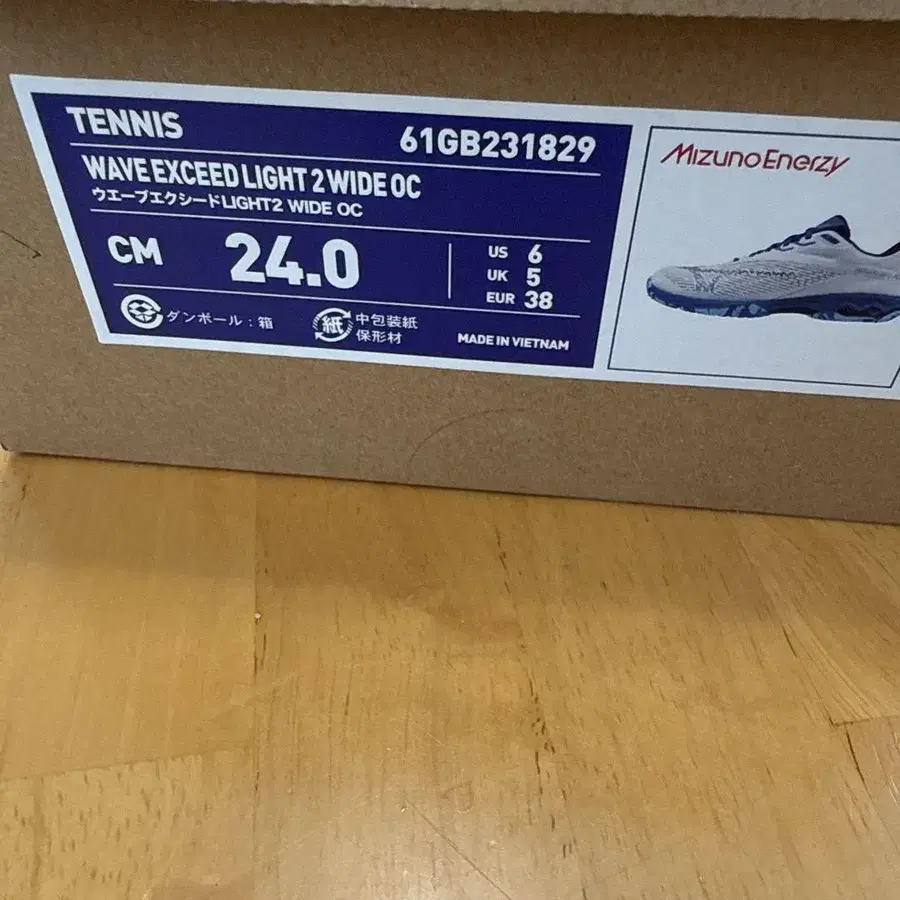 TENNIS
61GB231829
WAVE EXCEED LIGHT 2 WIDE OC
ウエーブエクシードLIGHT2 WIDE OC
CM 24.0
US 6
UK 5
EUR 38
ダンボール：箱
紙 中包装紙
保形材
MADE IN VIETNAM
MizunoEnerzy